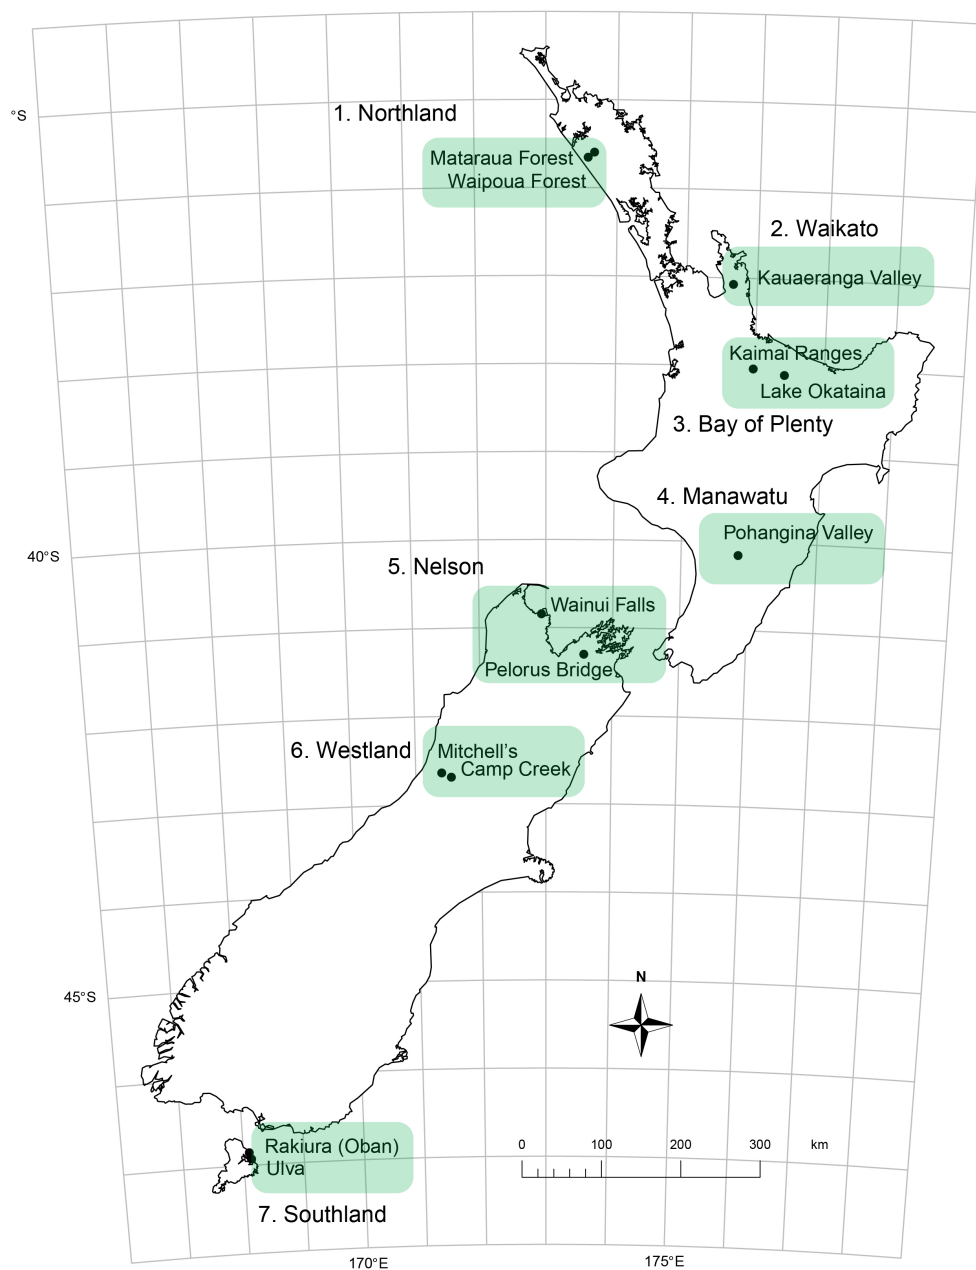 °S
1. Northland
Mataraua Forest
Waipoua Forest
2. Waikato
Kauaeranga Valley
Kaimai Ranges
Lake Okataina
3. Bay of Plenty
4. Manawatu
Pohangina Valley
40°S
5. Nelson
Wainui Falls
Pelorus Bridge
6. Westland
Mitchell's
Camp Creek
N
45°S
0 100 200 300 km
Rakiura (Oban)
Ulva
7. Southland
170°E 175°E